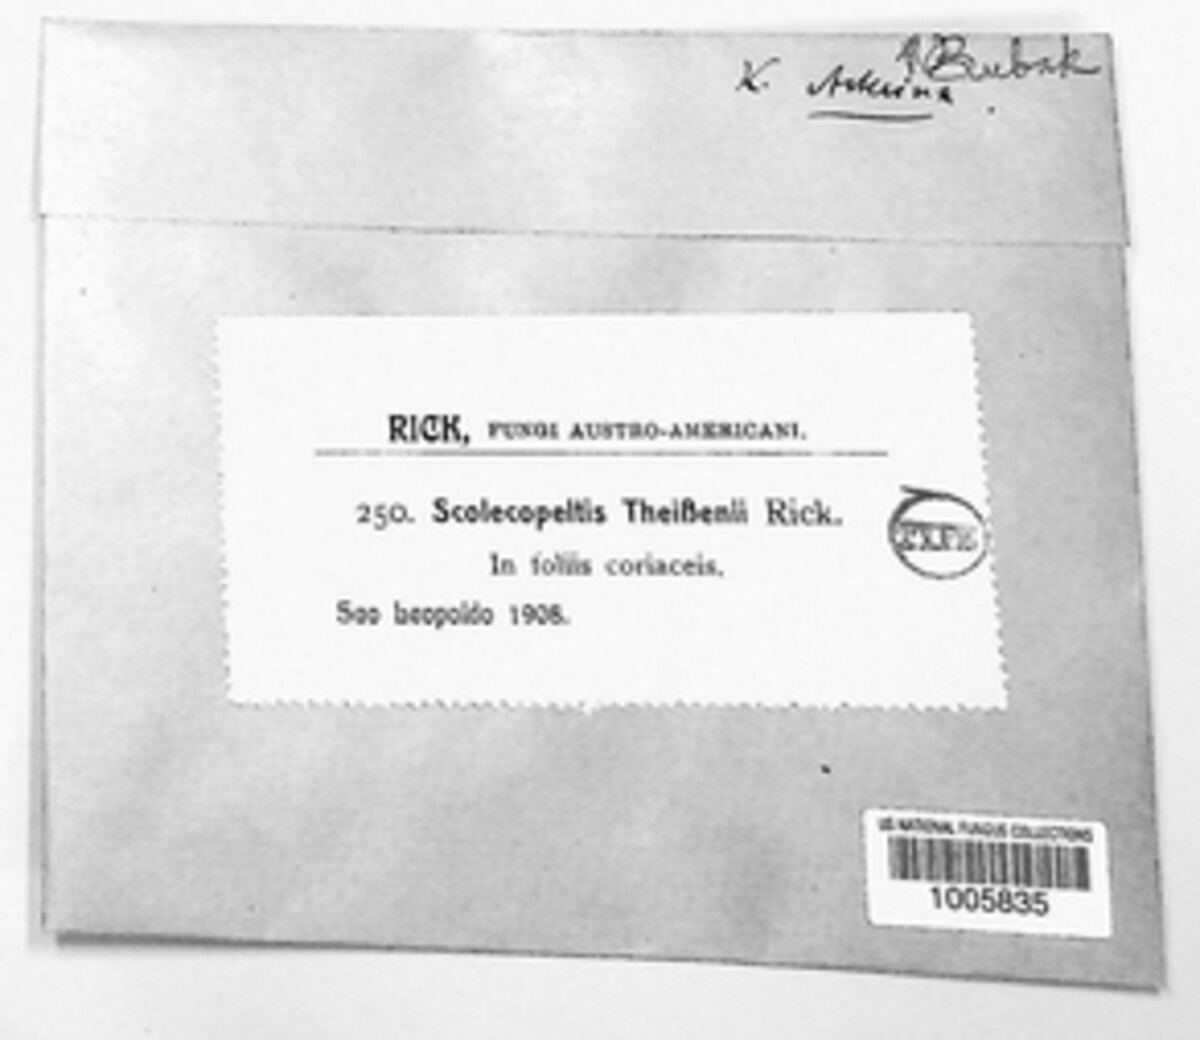 Bubak
K.
RICK, FUNGI AUSTRO-AMERICANI.
250. Scolecopeltis Theißenii Rick.
In foliis coriaceis.
Sao Leopoldo 1908.
TYPE
US NATIONAL FUNGUS COLLECTIONS
1005835